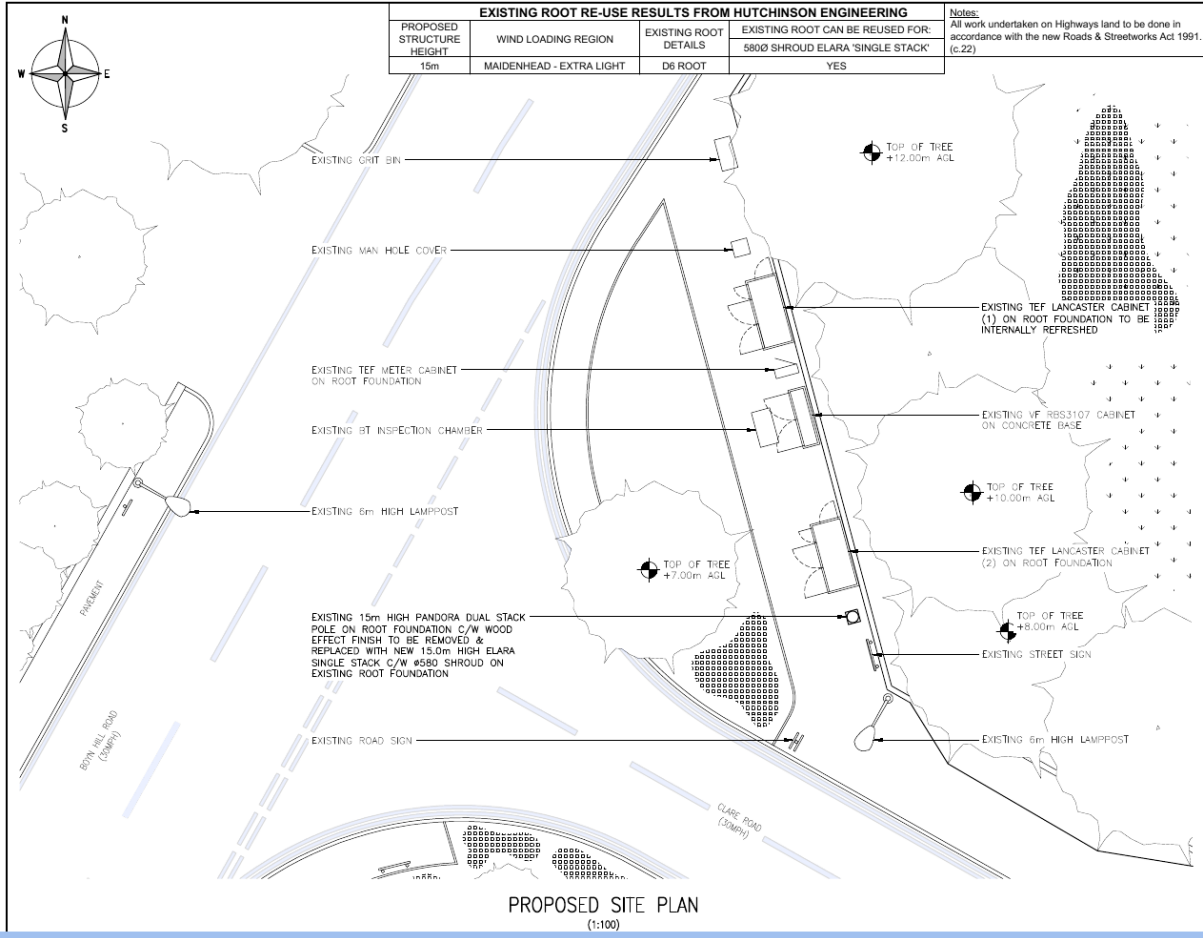 EXISTING ROOT RE-USE RESULTS FROM HUTCHINSON ENGINEERING
PROPOSED
STRUCTURE
HEIGHT
WIND LOADING REGION
EXISTING ROOT
DETAILS
EXISTING ROOT CAN BE REUSED FOR:
580Ø SHROUD ELARA 'SINGLE STACK'
15m
MAIDENHEAD - EXTRA LIGHT
D6 ROOT
YES
Notes:
All work undertaken on Highways land to be done in
accordance with the new Roads & Streetworks Act 1991.
(c.22)
N
W
E
S
EXISTING GRIT BIN
TOP OF TREE
+12.00m AGL
EXISTING MAN HOLE COVER
EXISTING TEF LANCASTER CABINET
(1) ON ROOT FOUNDATION TO BE
INTERNALLY REFRESHED
EXISTING TEF METER CABINET
ON ROOT FOUNDATION
EXISTING VF RBS3107 CABINET
ON CONCRETE BASE
EXISTING BT INSPECTION CHAMBER
TOP OF TREE
+10.00m AGL
EXISTING 6m HIGH LAMPPOST
EXISTING TEF LANCASTER CABINET
(2) ON ROOT FOUNDATION
TOP OF TREE
+7.00m AGL
PAVEMENT
EXISTING 15m HIGH PANDORA DUAL STACK
POLE ON ROOT FOUNDATION C/W WOOD
EFFECT FINISH TO BE REMOVED &
REPLACED WITH NEW 15.0m HIGH ELARA
SINGLE STACK C/W ø580 SHROUD ON
EXISTING ROOT FOUNDATION
TOP OF TREE
+8.00m AGL
EXISTING STREET SIGN
BOYN HILL ROAD
(30MPH)
EXISTING ROAD SIGN
EXISTING 6m HIGH LAMPPOST
CLARE ROAD
(30MPH)
PROPOSED SITE PLAN
(1:100)